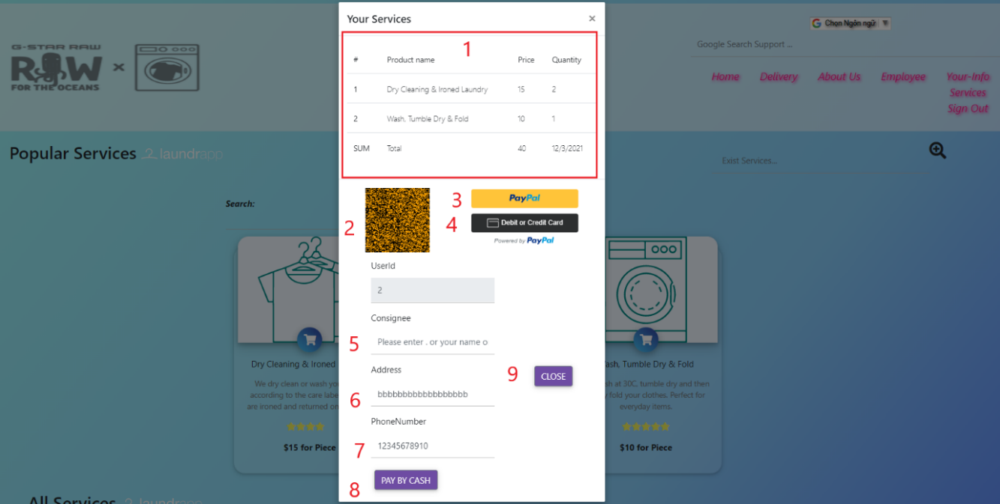 Your Services ×
Chọn Ngôn ngữ ▼
Google Search Support ...
G-STAR RAW
RAW
FOR THE OCEANS
×
Home Delivery About Us Employee Your-Info
Services
Sign Out
1
# Product name Price Quantity
1 Dry Cleaning & Ironed Laundry 15 2
2 Wash, Tumble Dry & Fold 10 1
SUM Total 40 12/3/2021
Popular Services laundrapp
Exist Services...
Search:
2
3 PayPal
4 Debit or Credit Card
Powered by PayPal
UserId
2
Consignee
5 Please enter . or your name o
Address
6 bbbbbbbbbbbbbbbbbb
PhoneNumber
7 12345678910
8 PAY BY CASH
9 CLOSE
Dry Cleaning & Ironed
We dry clean or wash yo
according to the care labe
are ironed and returned on
$15 for Piece
ash, Tumble Dry & Fold
sh at 30C, tumble dry and then
y fold your clothes. Perfect for
everyday items.
$10 for Piece
All Services laundrapp